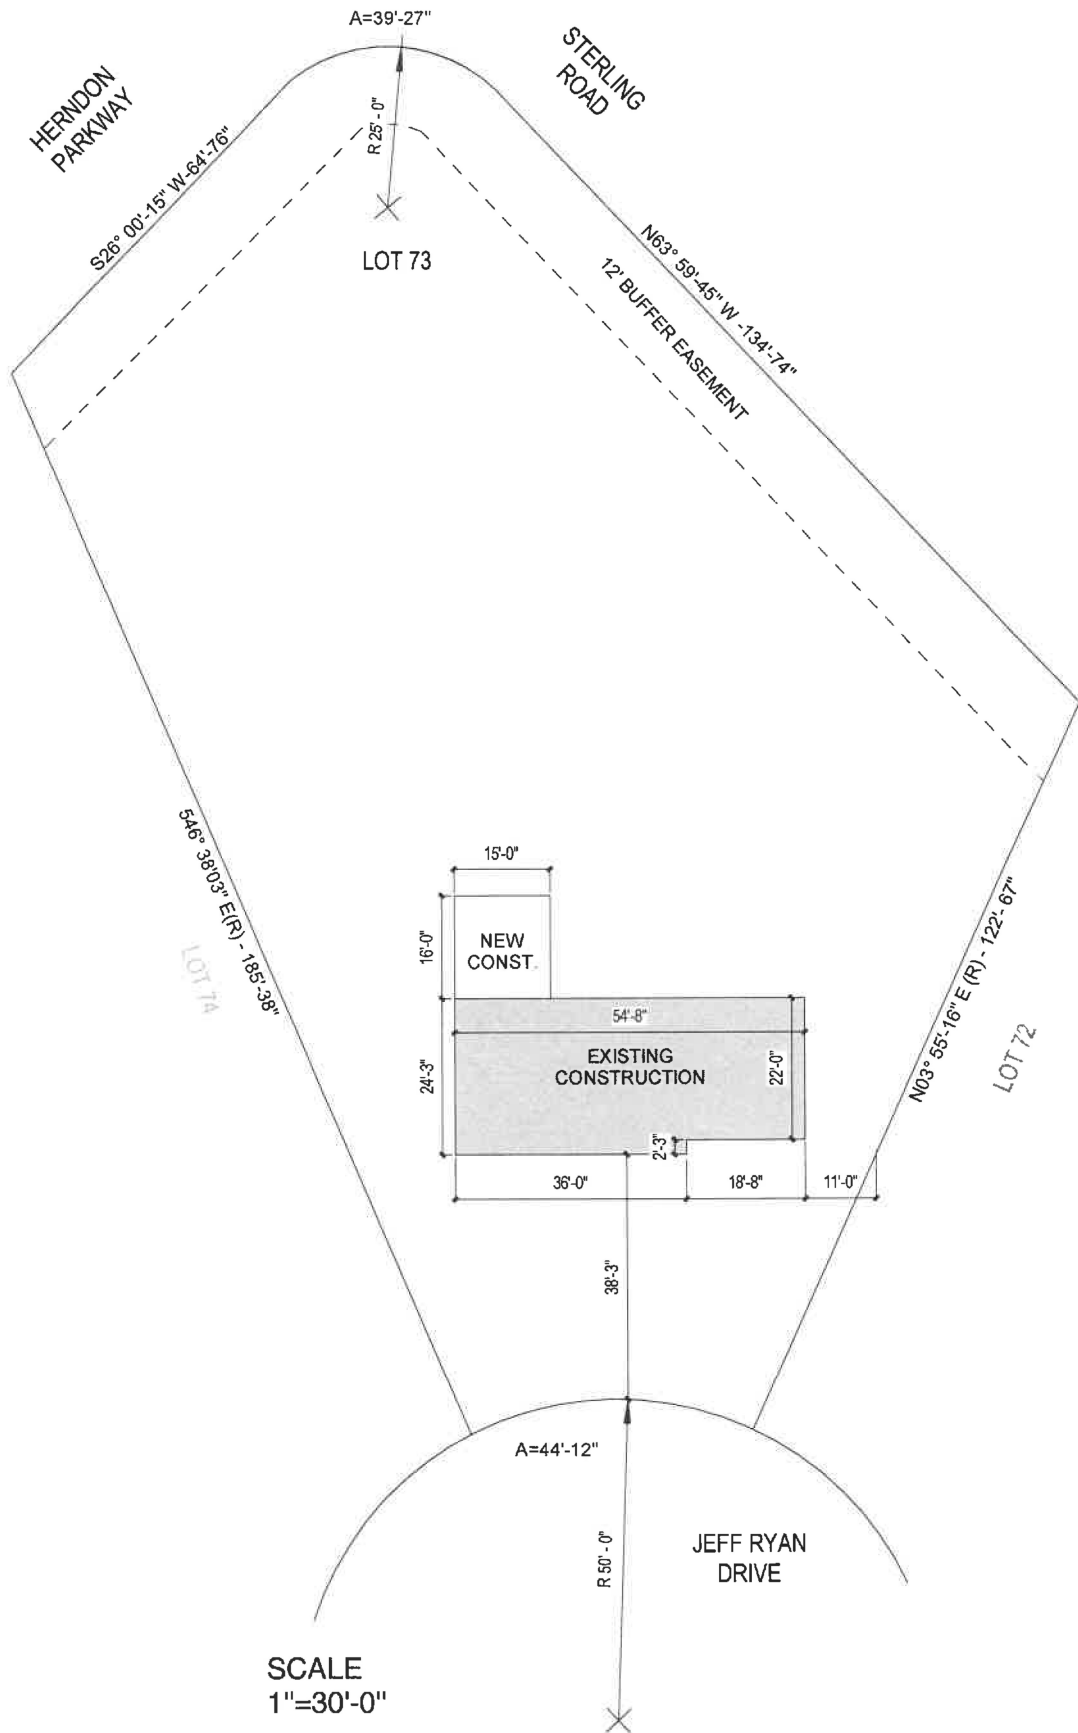 A=39'-27"
HERNDON
PARKWAY
STERLING
ROAD
R 25' - 0"
S26° 00'-15" W-64'-76"
LOT 73
N63° 59'-45" W -134'-74"
12' BUFFER EASEMENT
546° 38'03" E(R) - 185'-38"
LOT 74
15'-0"
16'-0"
NEW
CONST.
54'-8"
24'-3"
EXISTING
CONSTRUCTION
22'-0"
2'-3"
N03° 55'-16" E (R) - 122'- 67"
LOT 72
36'-0"
18'-8"
11'-0"
38'-3"
A=44'-12"
R 50' - 0"
JEFF RYAN
DRIVE
SCALE
1"=30'-0"